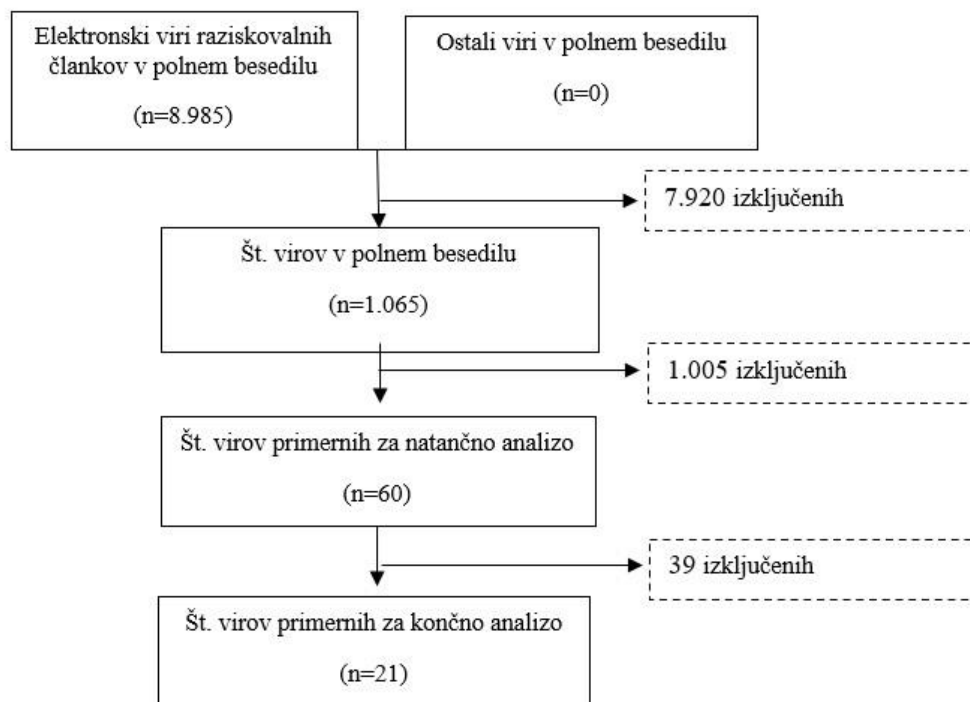 Elektronski viri raziskovalnih
člankov v polnem besedilu
(n=8.985)
Ostali viri v polnem besedilu
(n=0)
7.920 izključenih
Št. virov v polnem besedilu
(n=1.065)
1.005 izključenih
Št. virov primernih za natančno analizo
(n=60)
39 izključenih
Št. virov primernih za končno analizo
(n=21)